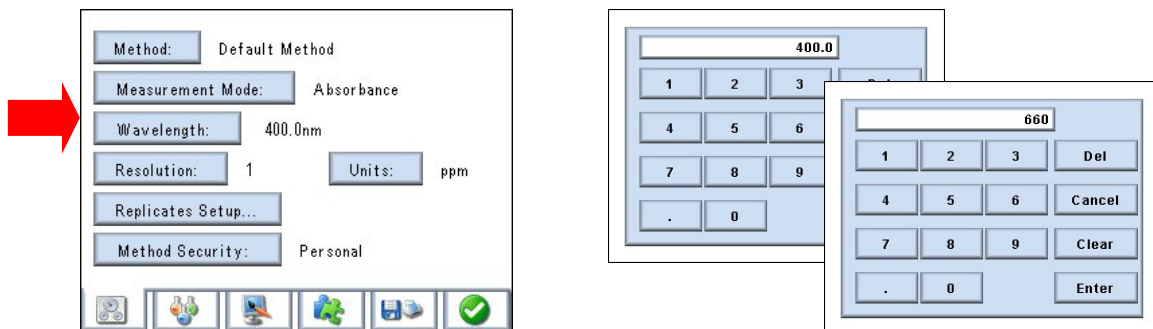 Method: Default Method
Measurement Mode: Absorbance
Wavelength: 400.0nm
Resolution: 1 Units: ppm
Replicates Setup...
Method Security: Personal
400.0
1 2 3
4 5 6
7 8 9
. 0
660
1 2 3 Del
4 5 6 Cancel
7 8 9 Clear
. 0 Enter